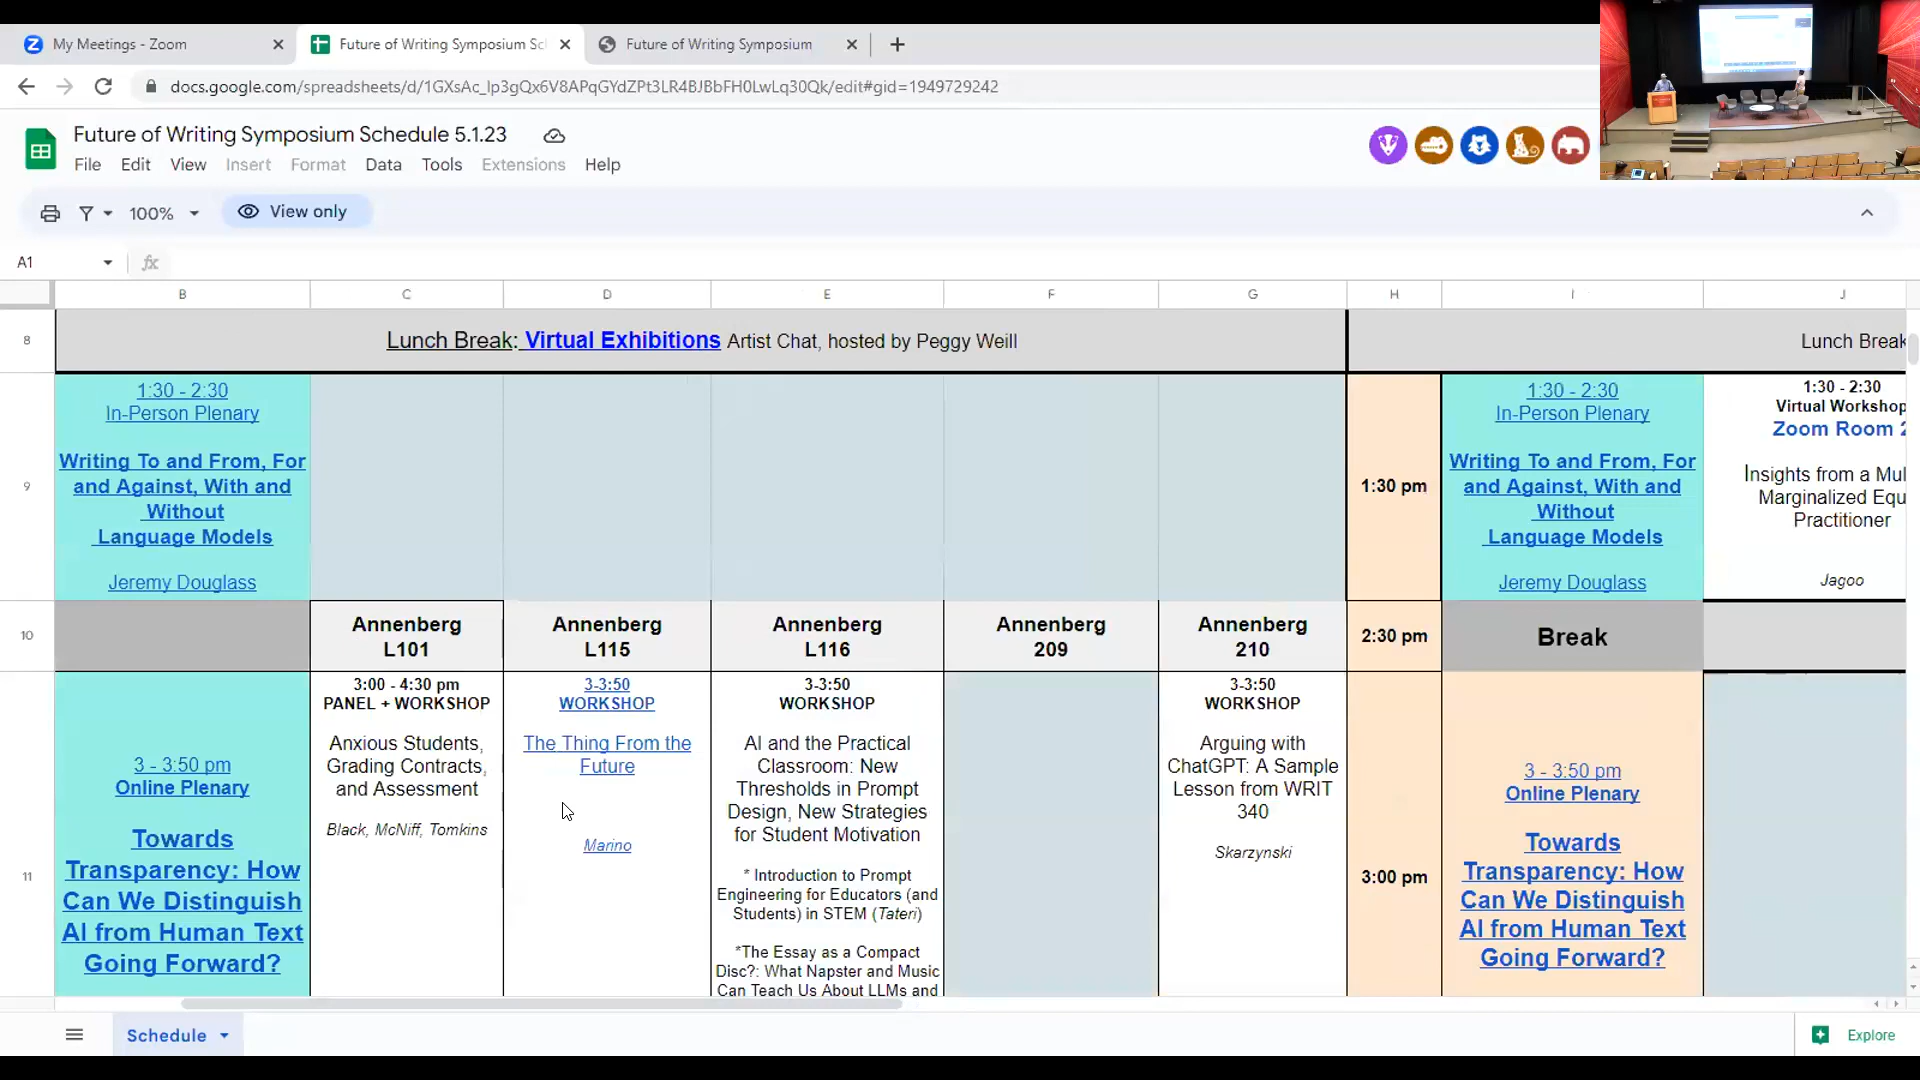 My Meetings - Zoom
Future of Writing Symposium Sc
Future of Writing Symposium
docs.google.com/spreadsheets/d/1GXsAc_lp3gQx6V8APqGYdZPt3LR4BJBbFH0LwLq30Qk/edit#gid=1949729242
Future of Writing Symposium Schedule 5.1.23
File Edit View Insert Format Data Tools Extensions Help
100% View only
A1
B C D E F G H I J
8
Lunch Break: Virtual Exhibitions Artist Chat, hosted by Peggy Weill
Lunch Break
9
1:30 - 2:30
In-Person Plenary
Writing To and From, For
and Against, With and
Without
Language Models
Jeremy Douglass
1:30 pm
1:30 - 2:30
In-Person Plenary
Writing To and From, For
and Against, With and
Without
Language Models
Jeremy Douglass
1:30 - 2:30
Virtual Workshop
Zoom Room 2
Insights from a Mul
Marginalized Equ
Practitioner
Jagoo
10
Annenberg
L101
Annenberg
L115
Annenberg
L116
Annenberg
209
Annenberg
210
2:30 pm
Break
11
3 - 3:50 pm
Online Plenary
Towards
Transparency: How
Can We Distinguish
AI from Human Text
Going Forward?
3:00 - 4:30 pm
PANEL + WORKSHOP
Anxious Students,
Grading Contracts,
and Assessment
Black, McNiff, Tomkins
3-3:50
WORKSHOP
The Thing From the
Future
Marino
3-3:50
WORKSHOP
AI and the Practical
Classroom: New
Thresholds in Prompt
Design, New Strategies
for Student Motivation
* Introduction to Prompt
Engineering for Educators (and
Students) in STEM (Tateri)
*The Essay as a Compact
Disc?: What Napster and Music
Can Teach Us About LLMs and
3-3:50
WORKSHOP
Arguing with
ChatGPT: A Sample
Lesson from WRIT
340
Skarzynski
3:00 pm
3 - 3:50 pm
Online Plenary
Towards
Transparency: How
Can We Distinguish
AI from Human Text
Going Forward?
Schedule
Explore